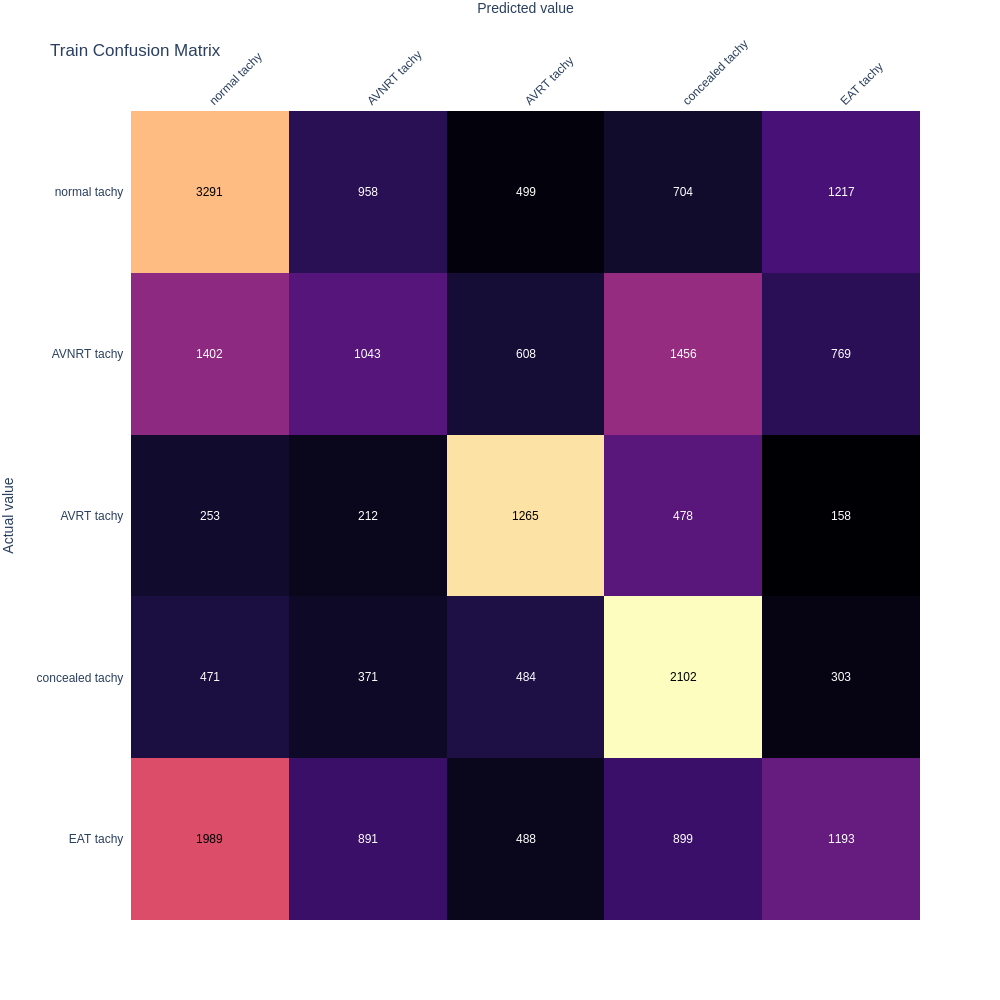 Predicted value
Train Confusion Matrix
normal tachy
AVNRT tachy
AVRT tachy
concealed tachy
EAT tachy
normal tachy 3291 958 499 704 1217
AVNRT tachy 1402 1043 608 1456 769
Actual value
AVRT tachy 253 212 1265 478 158
concealed tachy 471 371 484 2102 303
EAT tachy 1989 891 488 899 1193